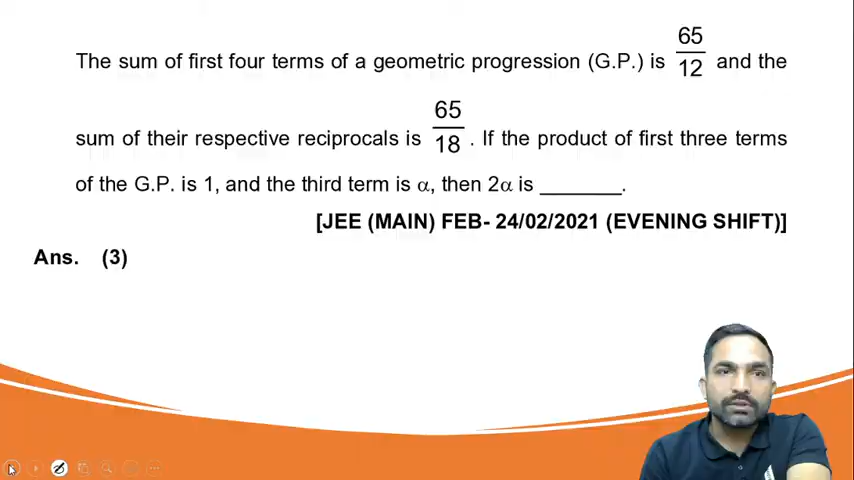 The sum of first four terms of a geometric progression (G.P.) is 65/12 and the
sum of their respective reciprocals is 65/18 . If the product of first three terms
of the G.P. is 1, and the third term is α, then 2α is _______.
[JEE (MAIN) FEB- 24/02/2021 (EVENING SHIFT)]
Ans. (3)